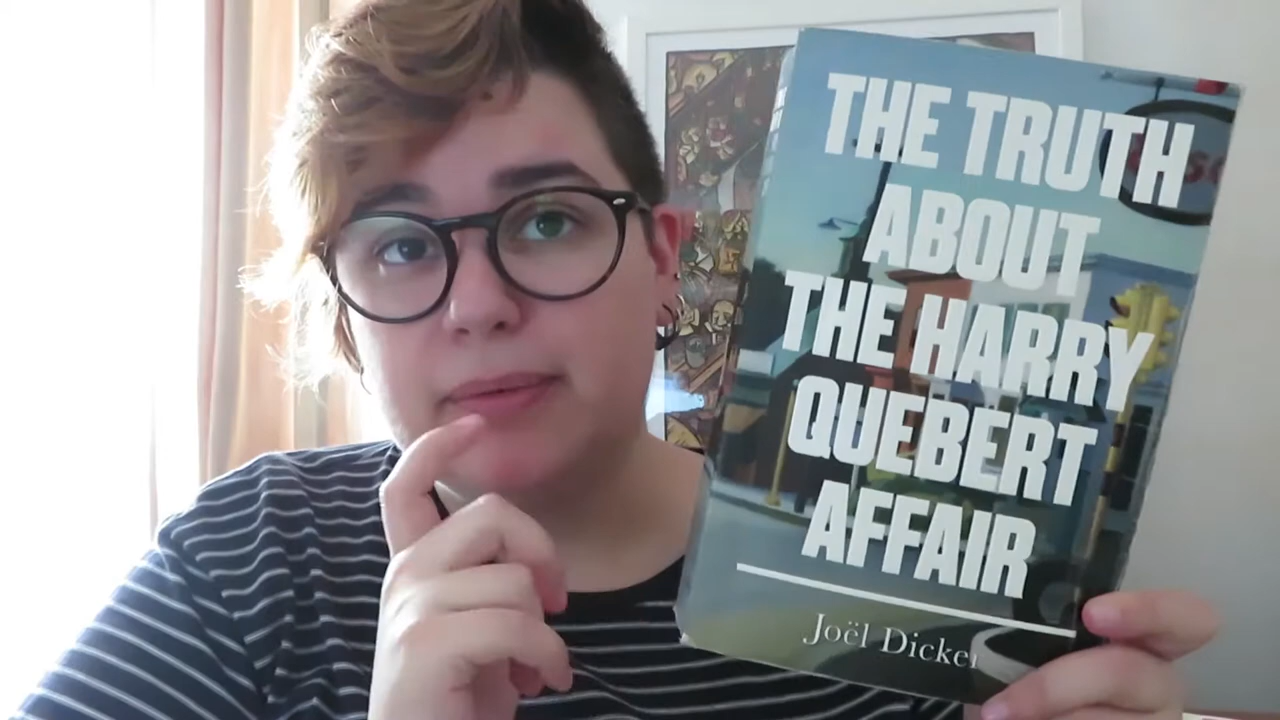 THE TRUTH
ABOUT
THE HARRY
QUEBERT
AFFAIR
Joël Dicker